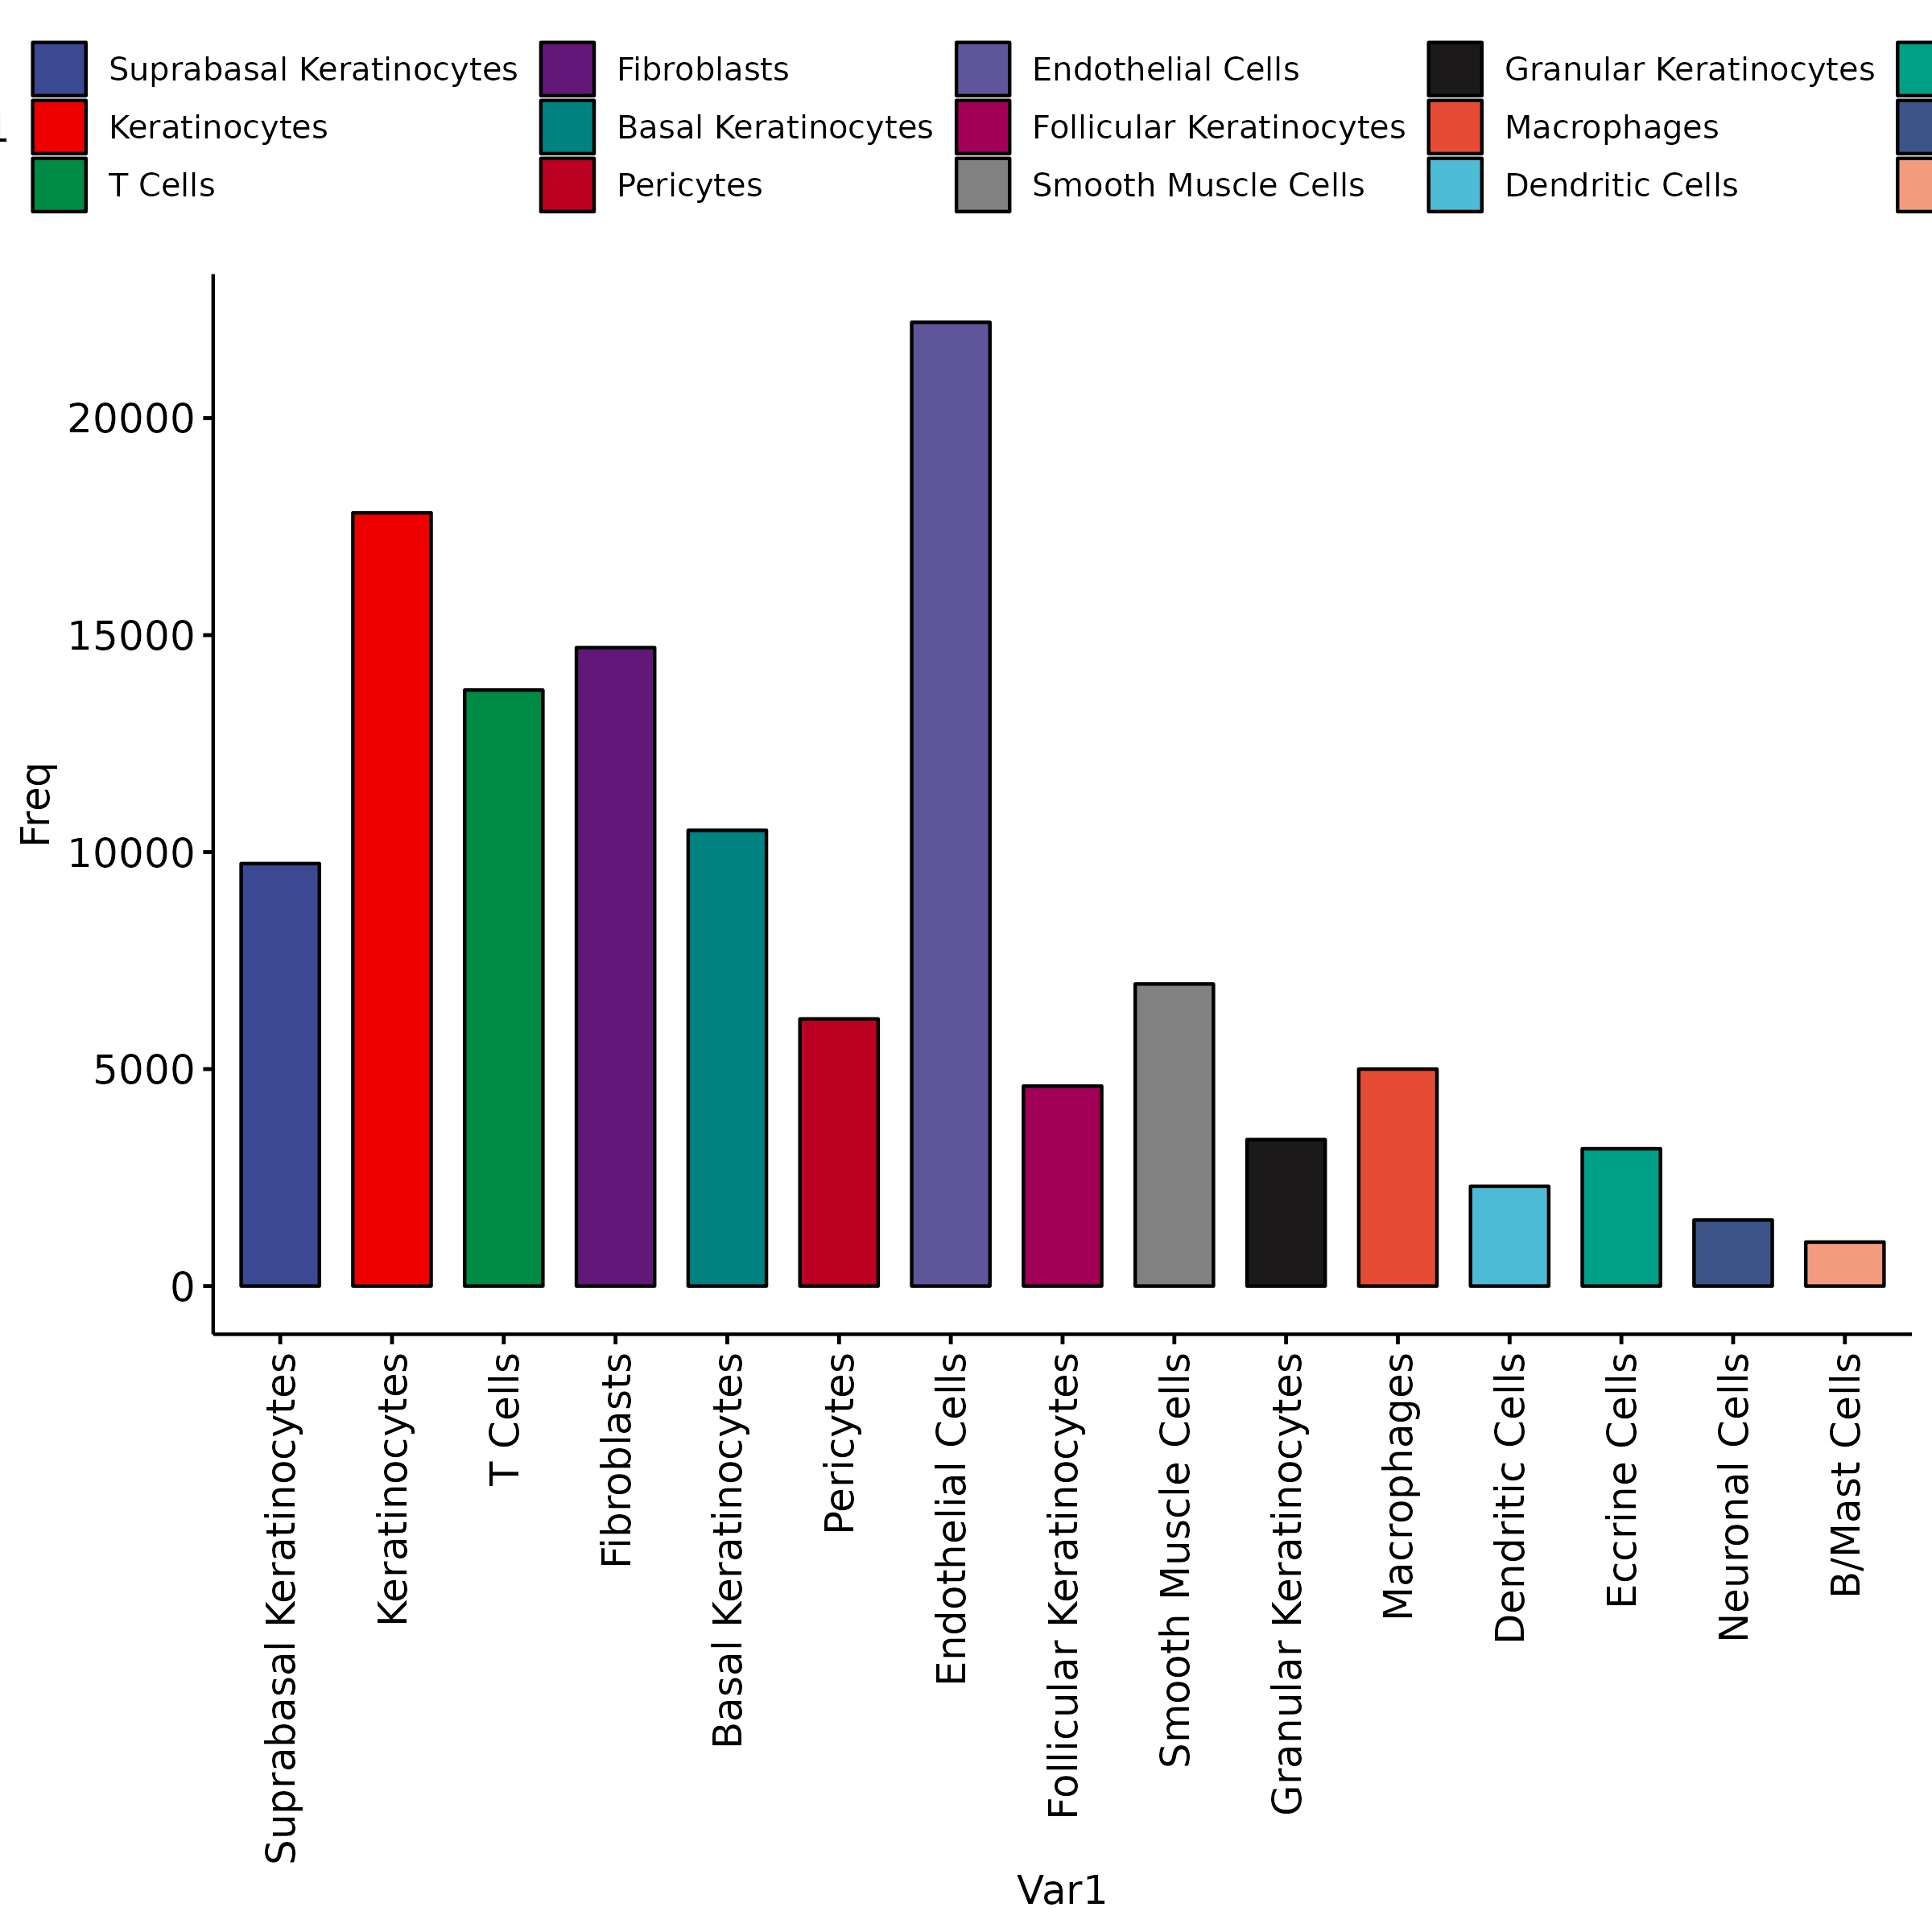 Suprabasal Keratinocytes Fibroblasts Endothelial Cells Granular Keratinocytes
Keratinocytes Basal Keratinocytes Follicular Keratinocytes Macrophages
T Cells Pericytes Smooth Muscle Cells Dendritic Cells
20000
15000
10000
5000
0
Freq
Suprabasal Keratinocytes
Keratinocytes
T Cells
Fibroblasts
Basal Keratinocytes
Pericytes
Endothelial Cells
Follicular Keratinocytes
Smooth Muscle Cells
Granular Keratinocytes
Macrophages
Dendritic Cells
Eccrine Cells
Neuronal Cells
B/Mast Cells
Var1